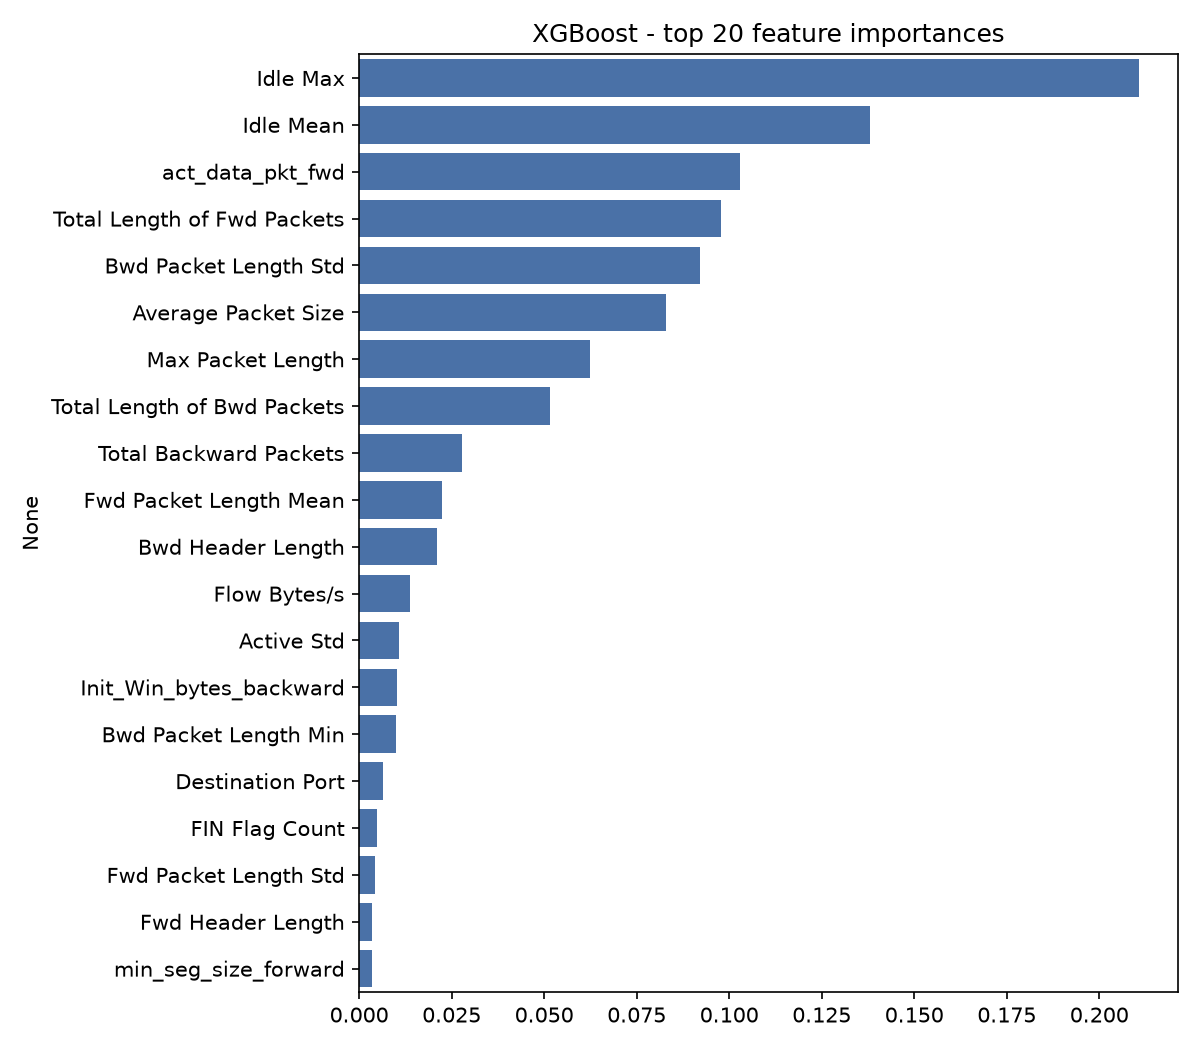 XGBoost - top 20 feature importances
Idle Max
Idle Mean
act_data_pkt_fwd
Total Length of Fwd Packets
Bwd Packet Length Std
Average Packet Size
Max Packet Length
Total Length of Bwd Packets
Total Backward Packets
Fwd Packet Length Mean
Bwd Header Length
Flow Bytes/s
Active Std
Init_Win_bytes_backward
Bwd Packet Length Min
Destination Port
FIN Flag Count
Fwd Packet Length Std
Fwd Header Length
min_seg_size_forward
None
0.000 0.025 0.050 0.075 0.100 0.125 0.150 0.175 0.200